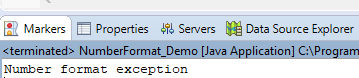 Markers Properties Servers Data Source Explorer
<terminated> NumberFormat_Demo [Java Application] C:\Program
Number format exception